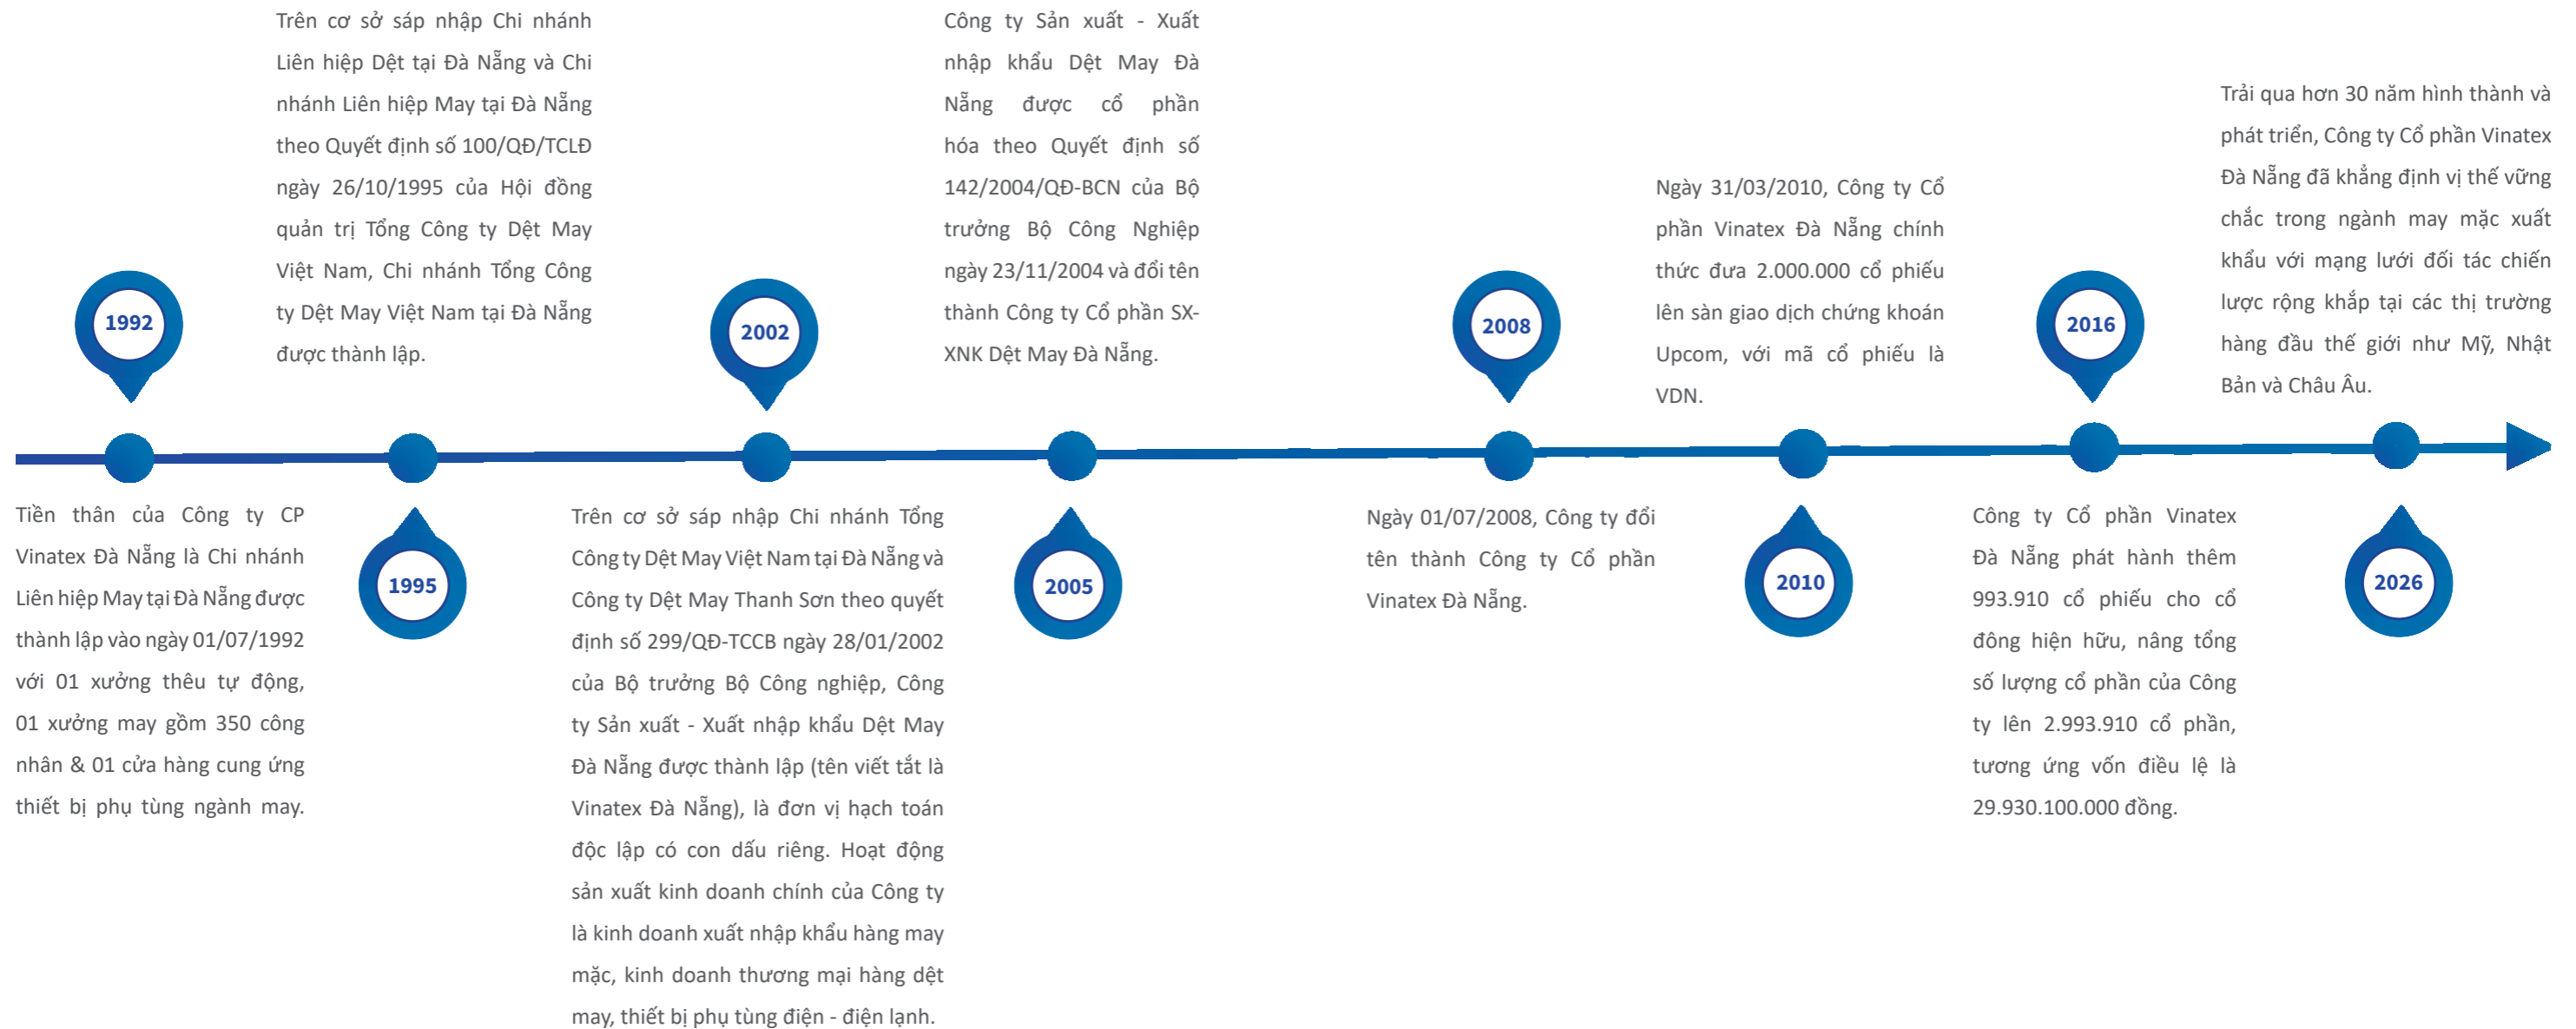 1992
Tiền thân của Công ty CP
Vinatex Đà Nẵng là Chi nhánh
Liên hiệp May tại Đà Nẵng được
thành lập vào ngày 01/07/1992
với 01 xưởng thêu tự động,
01 xưởng may gồm 350 công
nhân & 01 cửa hàng cung ứng
thiết bị phụ tùng ngành may.
Trên cơ sở sáp nhập Chi nhánh
Liên hiệp Dệt tại Đà Nẵng và Chi
nhánh Liên hiệp May tại Đà Nẵng
theo Quyết định số 100/QĐ/TCLĐ
ngày 26/10/1995 của Hội đồng
quản trị Tổng Công ty Dệt May
Việt Nam, Chi nhánh Tổng Công
ty Dệt May Việt Nam tại Đà Nẵng
được thành lập.
1995
2002
Trên cơ sở sáp nhập Chi nhánh Tổng
Công ty Dệt May Việt Nam tại Đà Nẵng và
Công ty Dệt May Thanh Sơn theo quyết
định số 299/QĐ-TCCB ngày 28/01/2002
của Bộ trưởng Bộ Công nghiệp, Công
ty Sản xuất - Xuất nhập khẩu Dệt May
Đà Nẵng được thành lập (tên viết tắt là
Vinatex Đà Nẵng), là đơn vị hạch toán
độc lập có con dấu riêng. Hoạt động
sản xuất kinh doanh chính của Công ty
là kinh doanh xuất nhập khẩu hàng may
mặc, kinh doanh thương mại hàng dệt
may, thiết bị phụ tùng điện - điện lạnh.
Công ty Sản xuất - Xuất
nhập khẩu Dệt May Đà
Nẵng được cổ phần
hóa theo Quyết định số
142/2004/QĐ-BCN của Bộ
trưởng Bộ Công Nghiệp
ngày 23/11/2004 và đổi tên
thành Công ty Cổ phần SX-
XNK Dệt May Đà Nẵng.
2005
2008
Ngày 01/07/2008, Công ty đổi
tên thành Công ty Cổ phần
Vinatex Đà Nẵng.
Ngày 31/03/2010, Công ty Cổ
phần Vinatex Đà Nẵng chính
thức đưa 2.000.000 cổ phiếu
lên sàn giao dịch chứng khoán
Upcom, với mã cổ phiếu là
VDN.
2010
2016
Công ty Cổ phần Vinatex
Đà Nẵng phát hành thêm
993.910 cổ phiếu cho cổ
đông hiện hữu, nâng tổng
số lượng cổ phần của Công
ty lên 2.993.910 cổ phần,
tương ứng vốn điều lệ là
29.930.100.000 đồng.
Trải qua hơn 30 năm hình thành và
phát triển, Công ty Cổ phần Vinatex
Đà Nẵng đã khẳng định vị thế vững
chắc trong ngành may mặc xuất
khẩu với mạng lưới đối tác chiến
lược rộng khắp tại các thị trường
hàng đầu thế giới như Mỹ, Nhật
Bản và Châu Âu.
2026